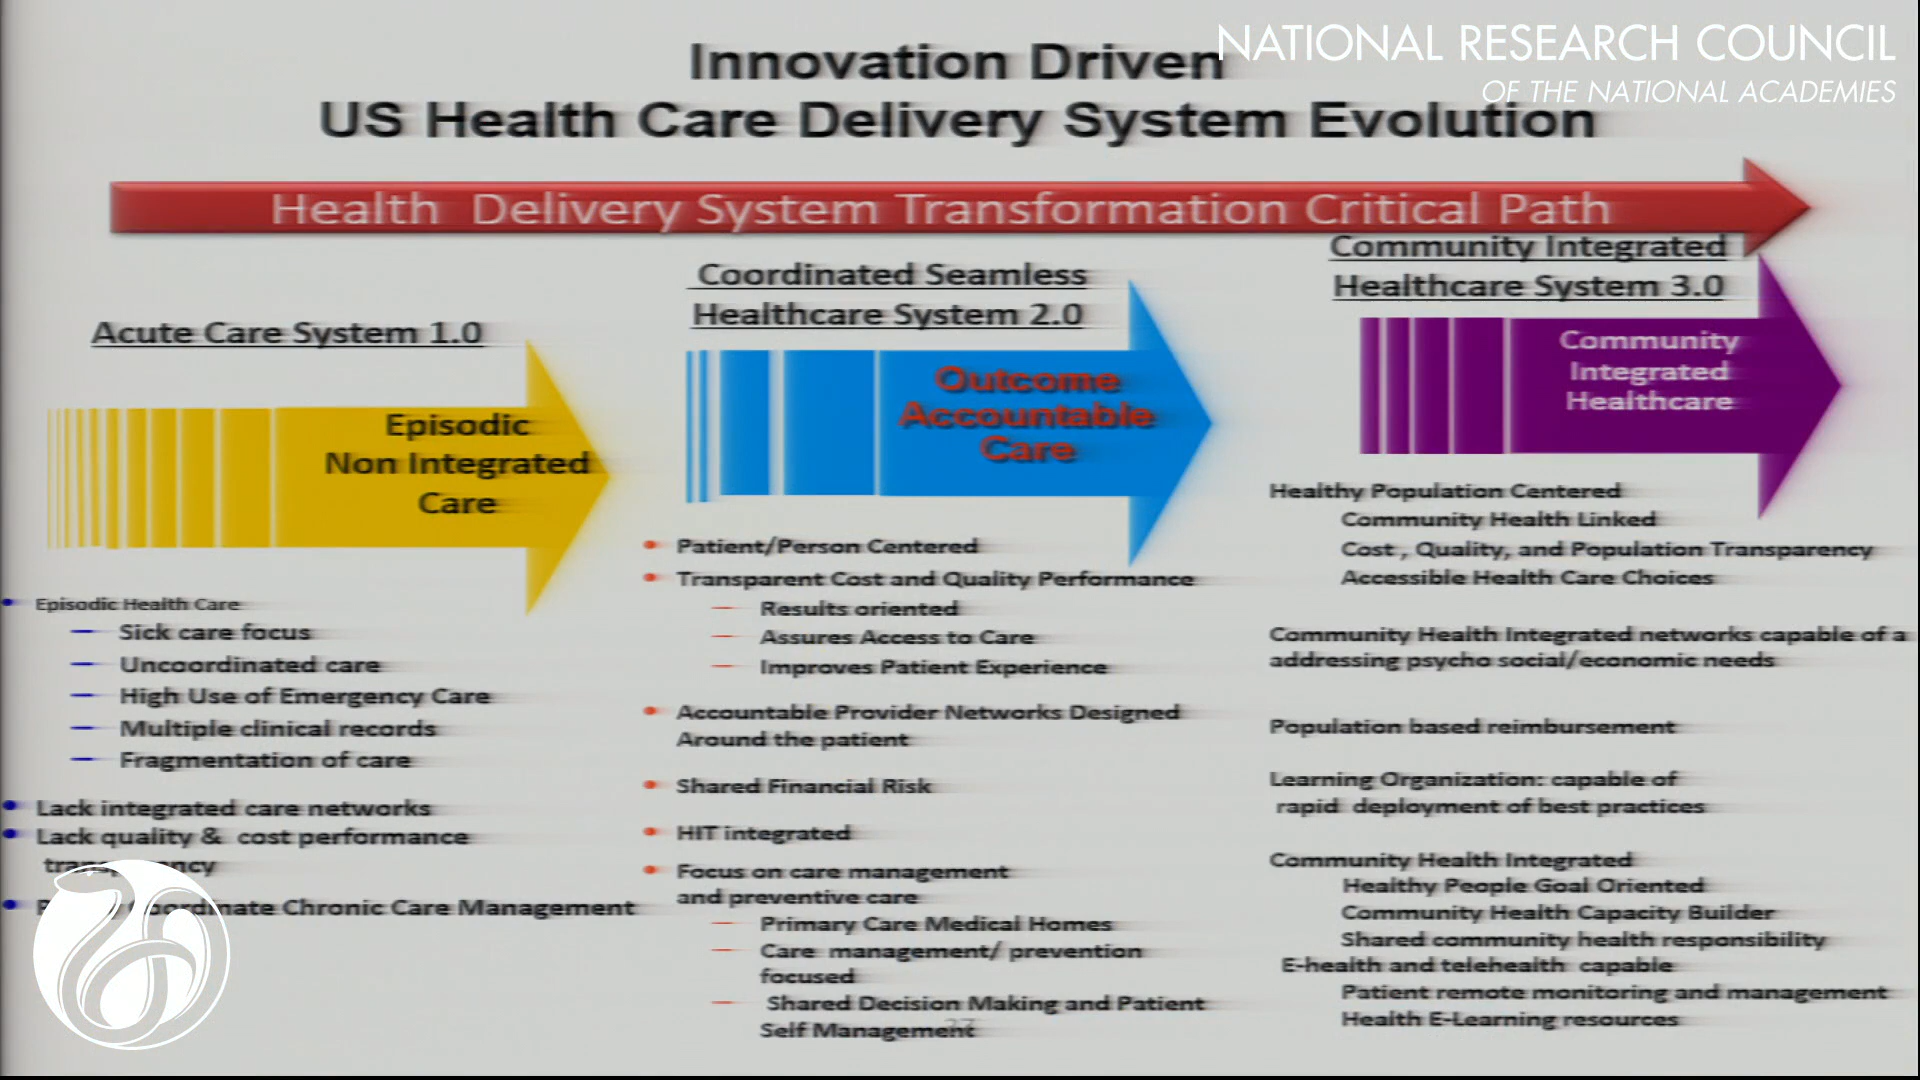 NATIONAL RESEARCH COUNCIL
OF THE NATIONAL ACADEMIES
Innovation Driven
US Health Care Delivery System Evolution
Health Delivery System Transformation Critical Path
Acute Care System 1.0
Episodic
Non Integrated
Care
Episodic Health Care
— Sick care focus
— Uncoordinated care
— High Use of Emergency Care
— Multiple clinical records
— Fragmentation of care
Lack integrated care networks
Lack quality & cost performance
Coordinate Chronic Care Management
Coordinated Seamless
Healthcare System 2.0
Outcome
Accountable
Care
• Patient/Person Centered
• Transparent Cost and Quality Performance
— Results oriented
— Assures Access to Care
— Improves Patient Experience
• Accountable Provider Networks Designed
Around the patient
• Shared Financial Risk
• HIT integrated
• Focus on care management
and preventive care
— Primary Care Medical Homes
— Care management/ prevention
focused
— Shared Decision Making and Patient
Self Management
Community Integrated
Healthcare System 3.0
Community
Integrated
Healthcare
Healthy Population Centered
Community Health Linked
Cost , Quality, and Population Transparency
Accessible Health Care Choices
Community Health Integrated networks capable of a
addressing psycho social/economic needs
Population based reimbursement
Learning Organization: capable of
rapid deployment of best practices
Community Health Integrated
Healthy People Goal Oriented
Community Health Capacity Builder
Shared community health responsibility
E-health and telehealth capable
Patient remote monitoring and management
Health E-Learning resources